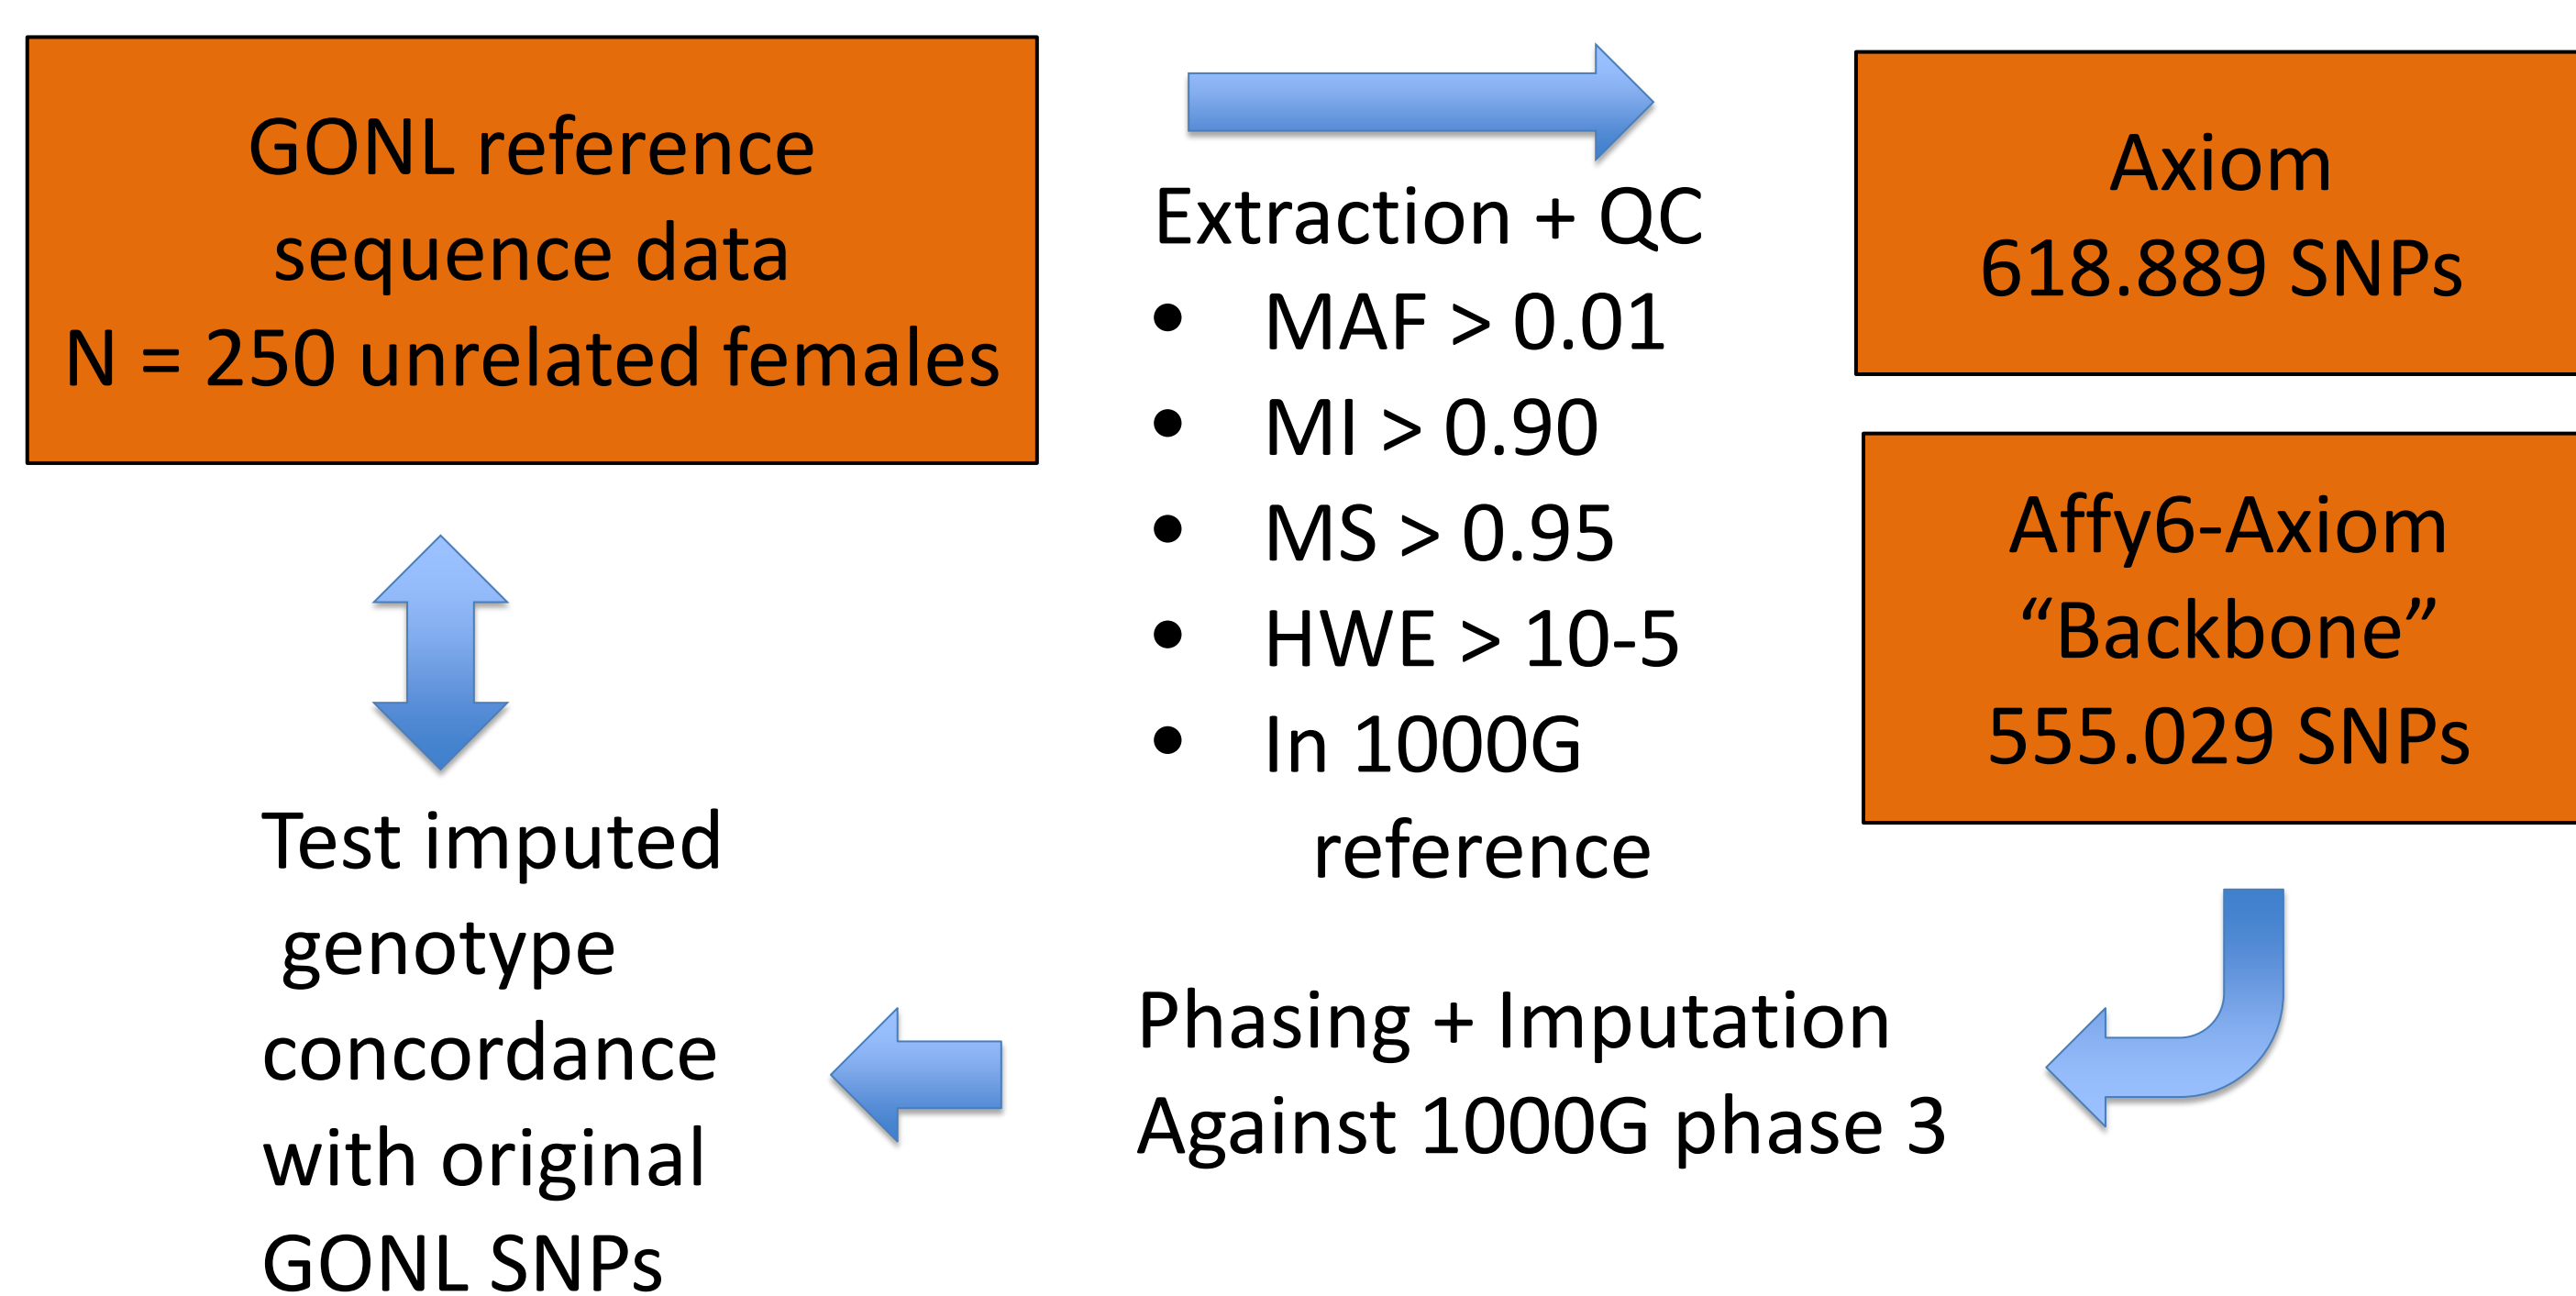 GONL reference
sequence data
N = 250 unrelated females
Extraction + QC
• MAF > 0.01
• MI > 0.90
• MS > 0.95
• HWE > 10-5
• In 1000G
reference
Axiom
618.889 SNPs
Affy6-Axiom
“Backbone”
555.029 SNPs
Phasing + Imputation
Against 1000G phase 3
Test imputed
genotype
concordance
with original
GONL SNPs